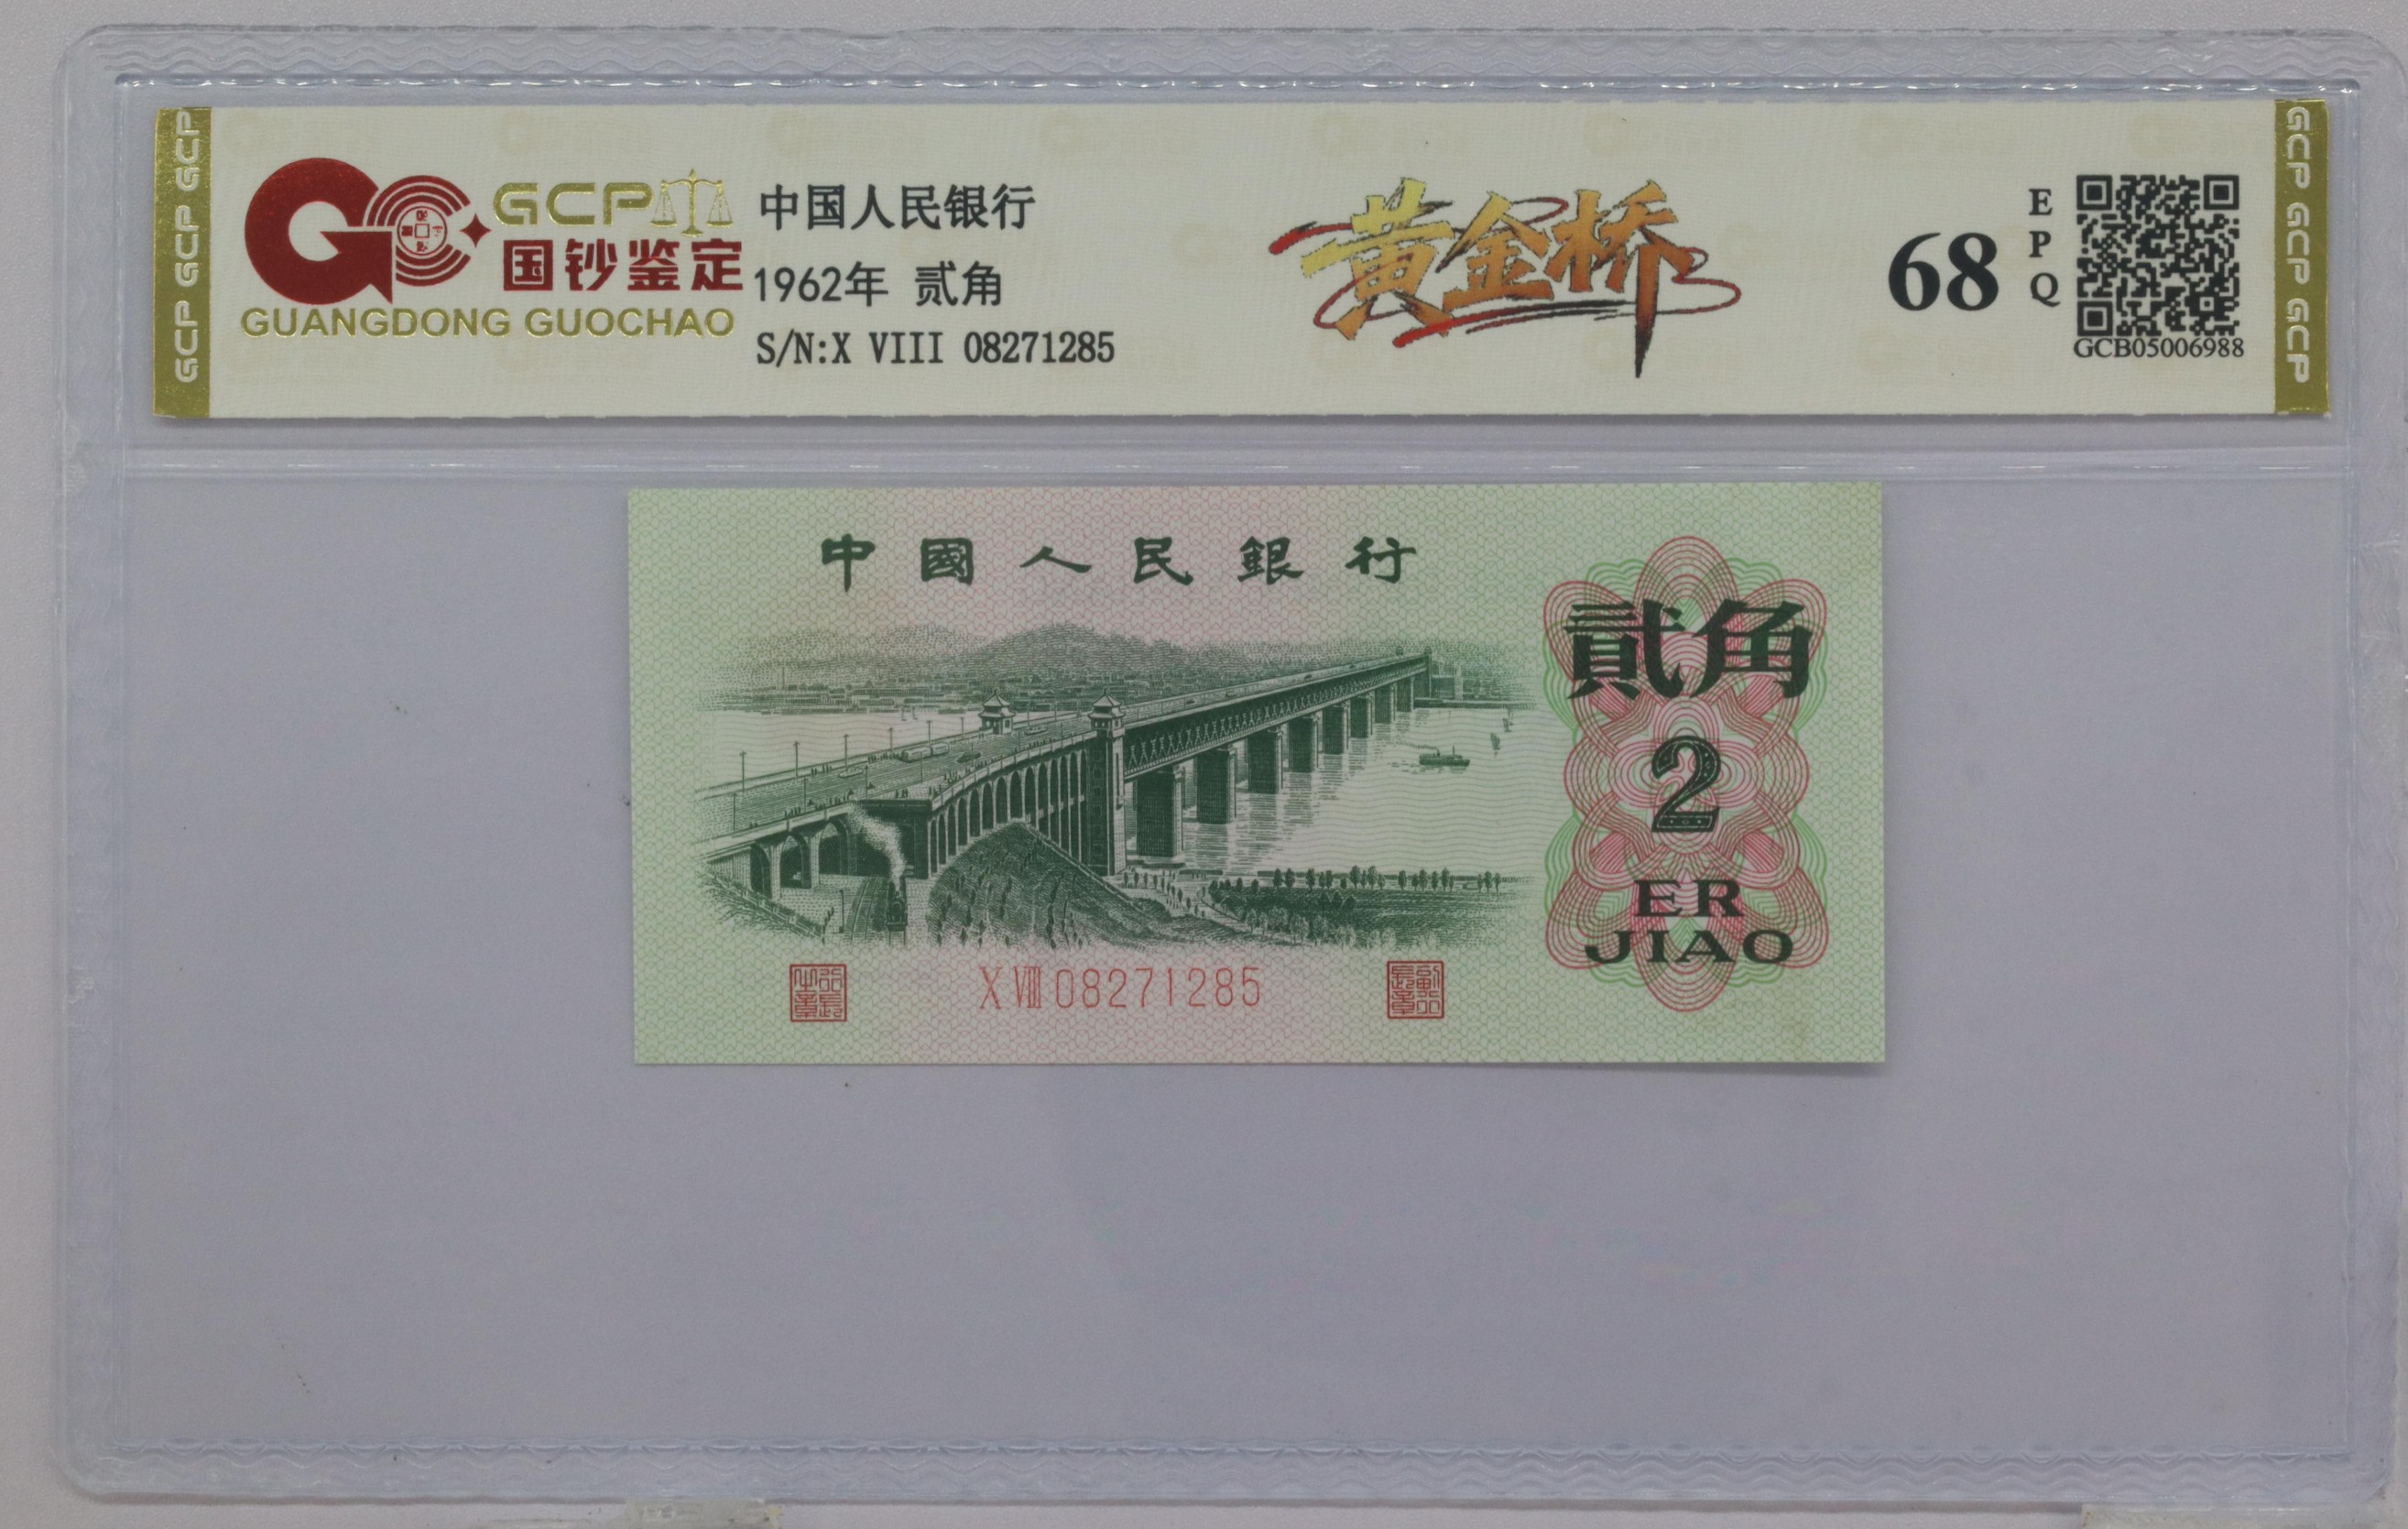 GCP GCP GCP
GCP
国钞鉴定
GUANGDONG GUOCHAO
中国人民银行
1962年 贰角
S/N:X VIII 08271285
黄金桥
68
EPQ
GCB05006988
GCP GCP GCP
中國人民銀行
貳角
2
ER
JIAO
X VIII 08271285